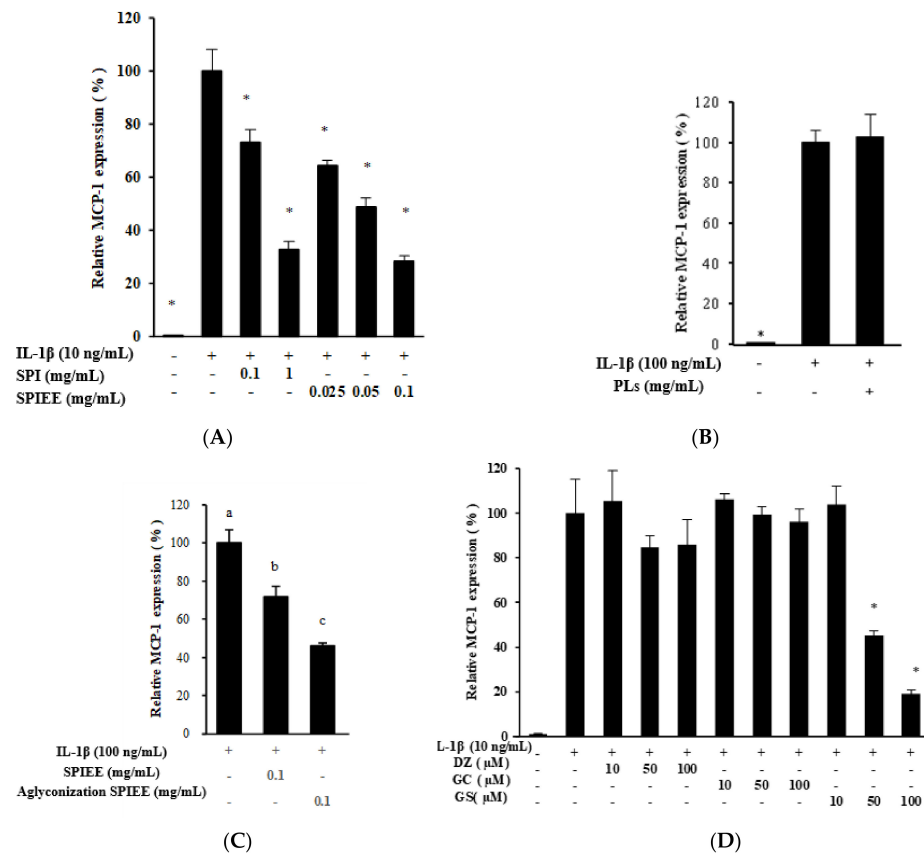 120
100
80
60
40
20
0
Relative MCP-1 expression ( % )
* * * * * *
IL-1β (10 ng/mL) - + + + + + +
SPI (mg/mL) - - 0.1 1 - - -
SPIEE (mg/mL) - - - - 0.025 0.05 0.1
(A)
120
100
80
60
40
20
0
Relative MCP-1 expression ( % )
*
IL-1β (100 ng/mL) - + +
PLs (mg/mL) - - +
(B)
120
100
80
60
40
20
0
Relative MCP-1 expression ( % )
a
b
c
IL-1β (100 ng/mL) + + +
SPIEE (mg/mL) - 0.1 -
Aglyconization SPIEE (mg/mL) - - 0.1
(C)
120
100
80
60
40
20
0
Relative MCP-1 expression ( % )
* *
L-1β (10 ng/mL) - + + + + + + + + + +
DZ ( μM) - - 10 50 100 - - - - - -
GC ( μM) - - - - - 10 50 100 - - -
GS( μM) - - - - - - - - 10 50 100
(D)